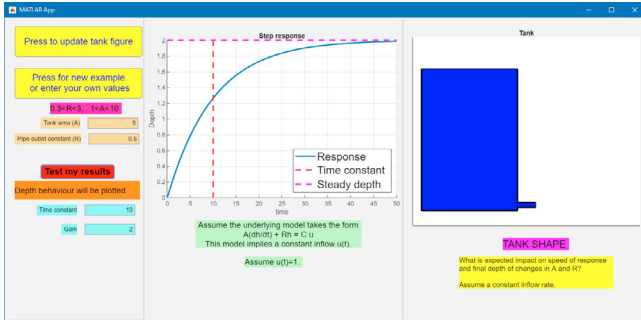 MATLAB App
Press to update tank figure
Press for new example
or enter your own values
0.3<R<3, 1<A<10
Tank area (A)
5
Pipe outlet constant (R)
0.5
Test my results
Depth behaviour will be plotted
Time constant
10
Gain
2
Step response
2
1.8
1.6
1.4
1.2
1
0.8
0.6
0.4
0.2
0
Depth
0 5 10 15 20 25 30 35 40 45 50
time
Response
Time constant
Steady depth
Assume the underlying model takes the form
A(dh/dt) + Rh = C u
This model implies a constant inflow u(t).
Assume u(t)=1.
Tank
TANK SHAPE
What is expected impact on speed of response
and final depth of changes in A and R?
Assume a constant inflow rate.